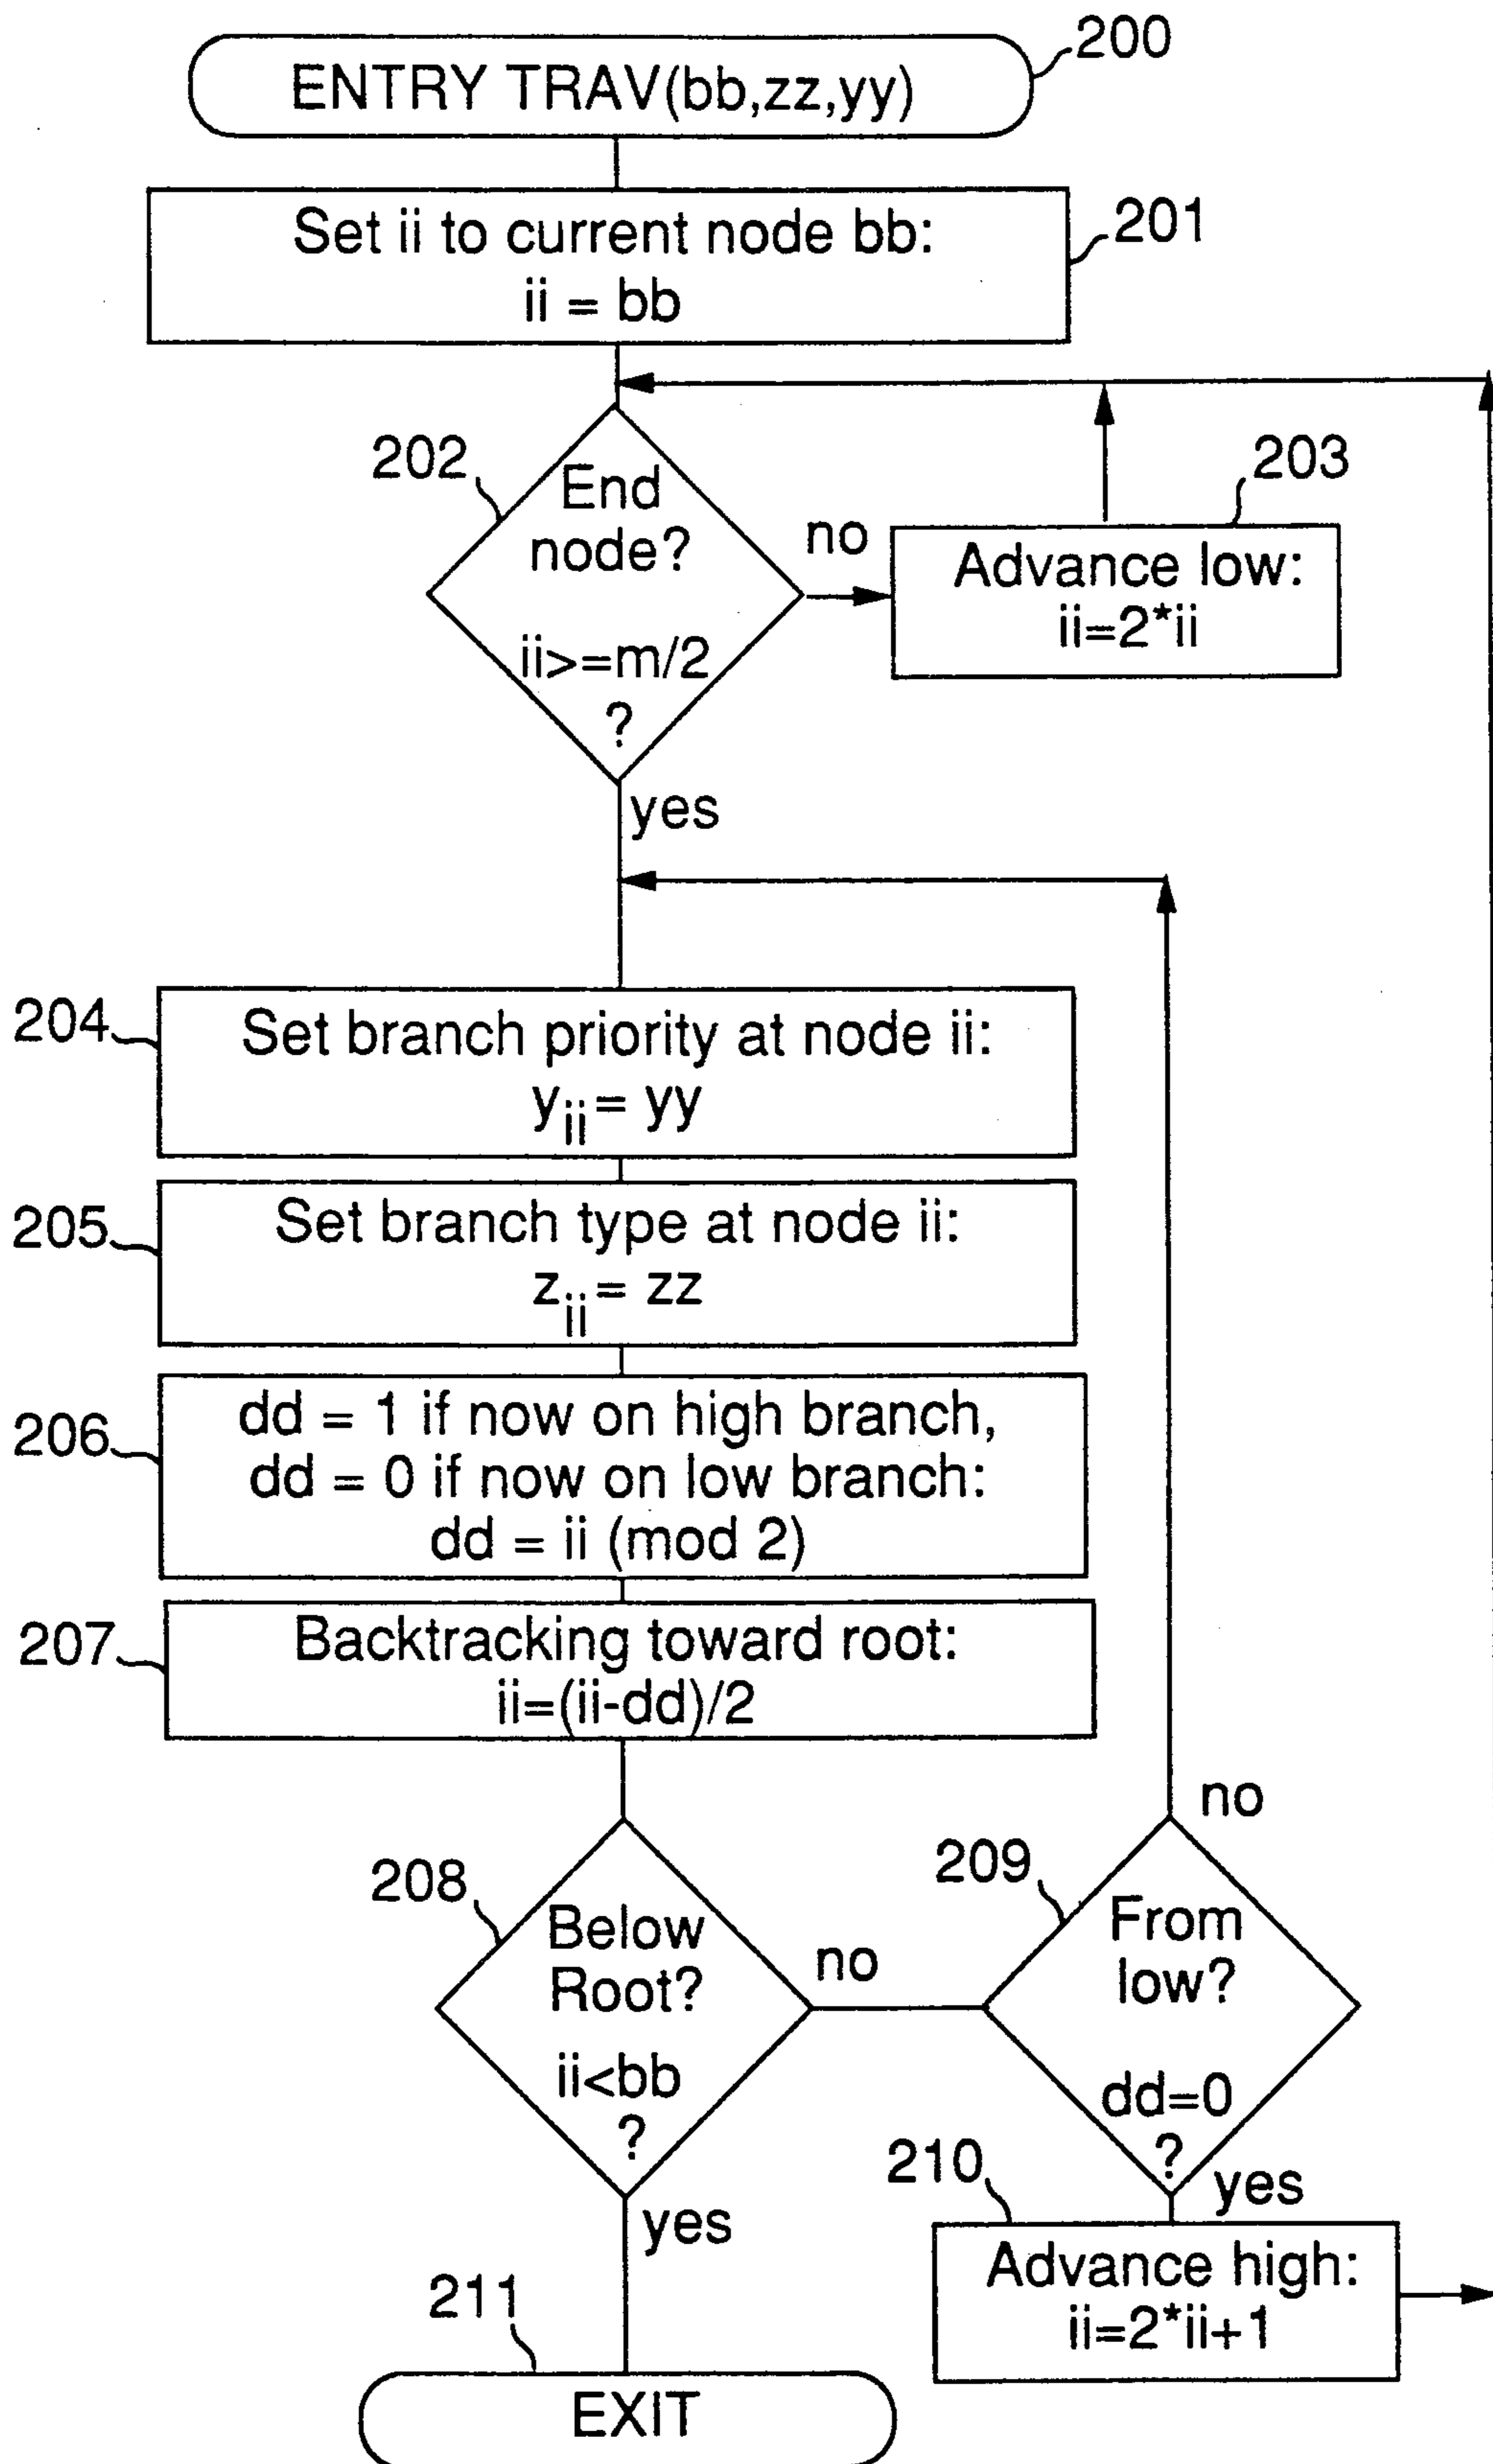 200
ENTRY TRAV(bb,zz,yy)
201
Set ii to current node bb:
ii = bb
202
End
node?
ii>=m/2
?
no
203
Advance low:
ii=2*ii
yes
204
Set branch priority at node ii:
yii = yy
205
Set branch type at node ii:
zii = zz
206
dd = 1 if now on high branch,
dd = 0 if now on low branch:
dd = ii (mod 2)
207
Backtracking toward root:
ii=(ii-dd)/2
208
Below
Root?
ii<bb
?
no
209
From
low?
dd=0
?
no
yes
210
Advance high:
ii=2*ii+1
yes
211
EXIT